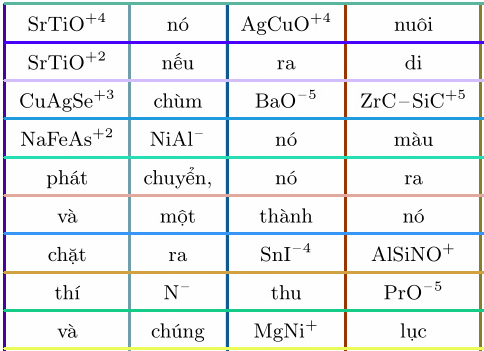 SrTiO⁺⁴ nó AgCuO⁺⁴ nuôi
SrTiO⁺² nếu ra di
CuAgSe⁺³ chùm BaO⁻⁵ ZrC–SiC⁺⁵
NaFeAs⁺² NiAl⁻ nó màu
phát chuyển, nó ra
và một thành nó
chặt ra SnI⁻⁴ AlSiNO⁺
thí N⁻ thu PrO⁻⁵
và chúng MgNi⁺ lục